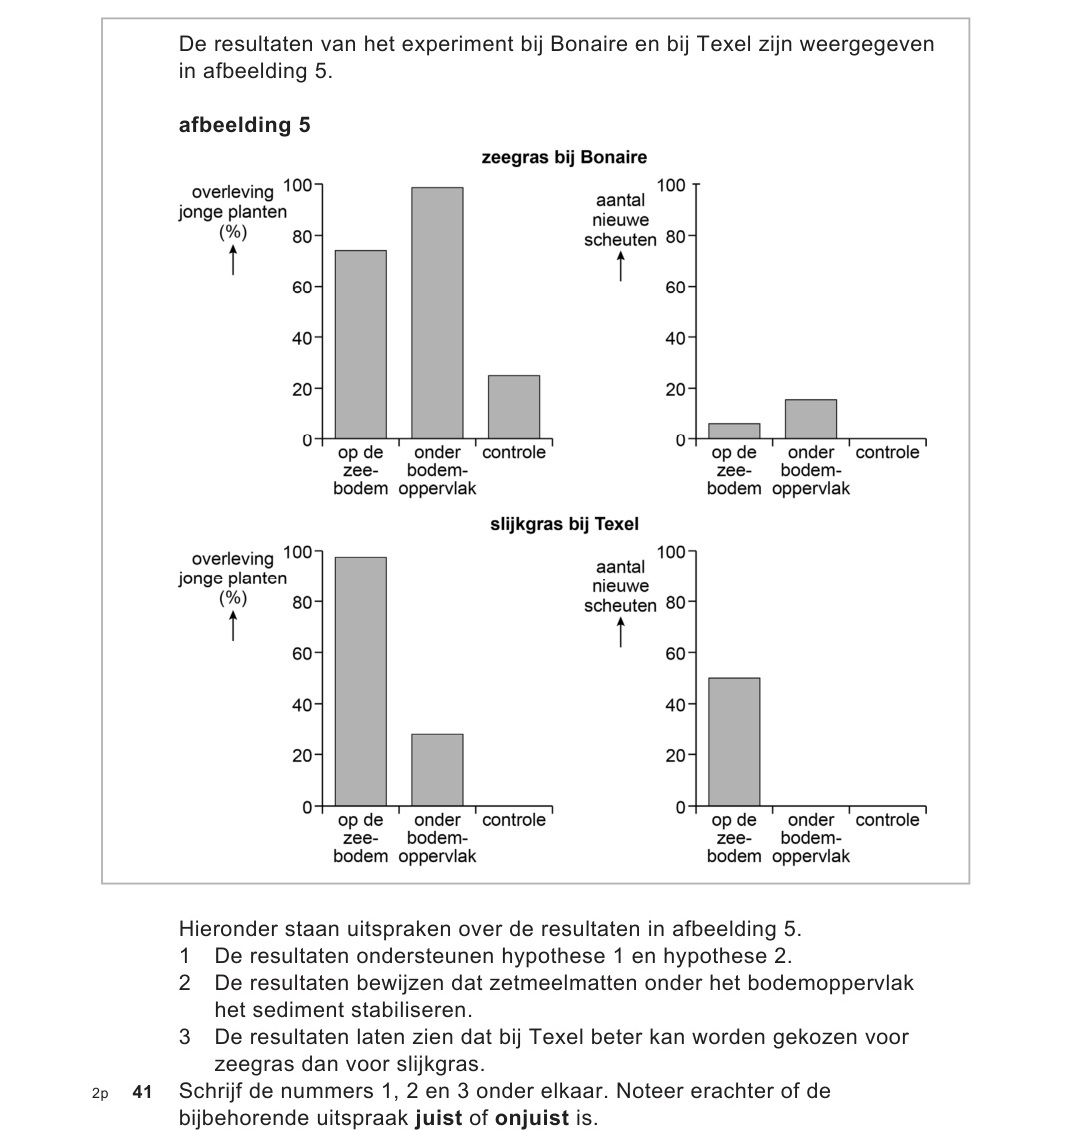 De resultaten van het experiment bij Bonaire en bij Texel zijn weergegeven
in afbeelding 5.
afbeelding 5
zeegras bij Bonaire
overleving
jonge planten
(%)
100
80
60
40
20
0
op de
zee-
bodem
onder
bodem-
oppervlak
controle
aantal
nieuwe
scheuten
100
80
60
40
20
0
op de
zee-
bodem
onder
bodem-
oppervlak
controle
slijkgras bij Texel
overleving
jonge planten
(%)
100
80
60
40
20
0
op de
zee-
bodem
onder
bodem-
oppervlak
controle
aantal
nieuwe
scheuten
100
80
60
40
20
0
op de
zee-
bodem
onder
bodem-
oppervlak
controle
Hieronder staan uitspraken over de resultaten in afbeelding 5.
1 De resultaten ondersteunen hypothese 1 en hypothese 2.
2 De resultaten bewijzen dat zetmeelmatten onder het bodemoppervlak
het sediment stabiliseren.
3 De resultaten laten zien dat bij Texel beter kan worden gekozen voor
zeegras dan voor slijkgras.
2p 41 Schrijf de nummers 1, 2 en 3 onder elkaar. Noteer erachter of de
bijbehorende uitspraak juist of onjuist is.